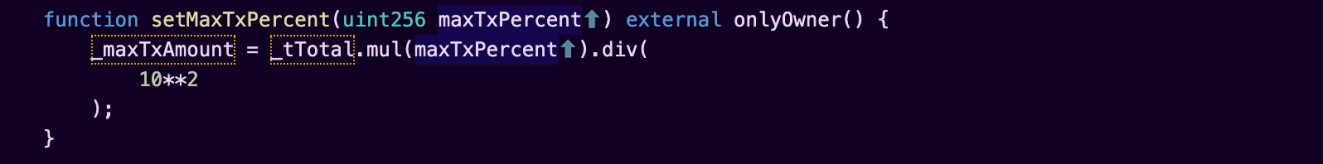 function setMaxTxPercent(uint256 maxTxPercent⬆) external onlyOwner() {
_maxTxAmount = _tTotal.mul(maxTxPercent⬆).div(
10**2
);
}